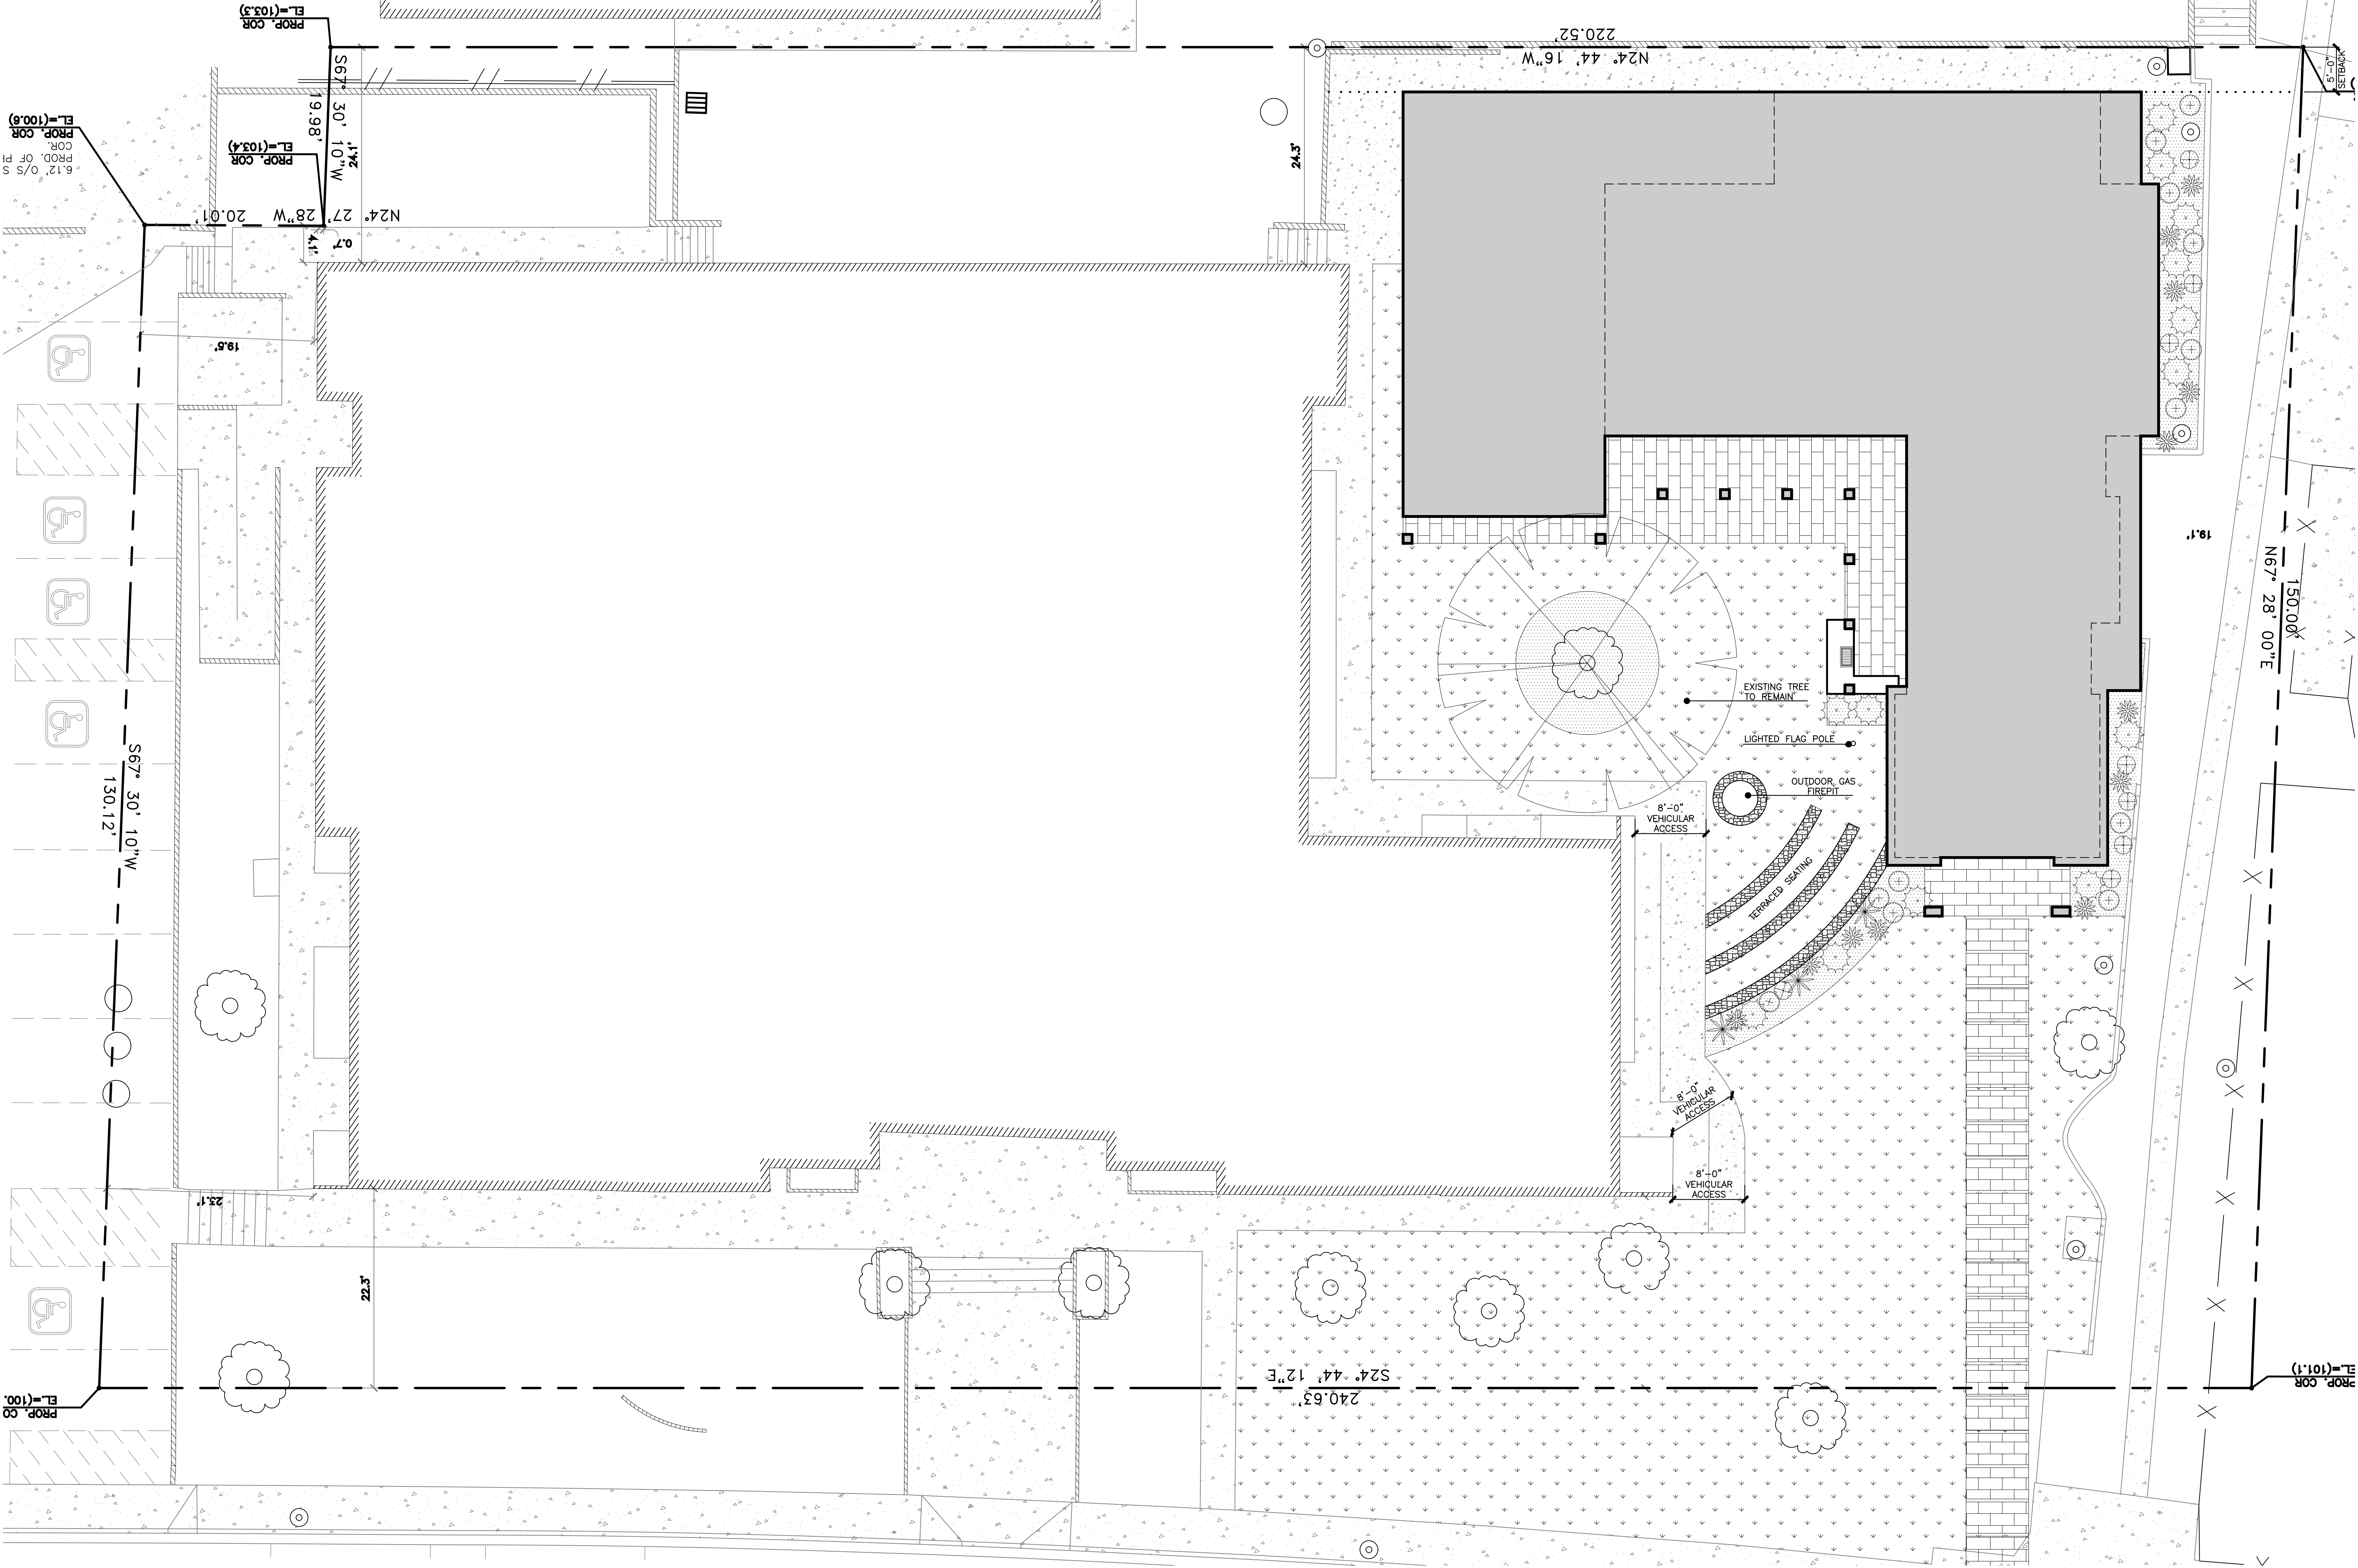 PROP. COR
EL.=(103.3)
220.52'
N24° 44' 16"W
5'-0"
SETBACK
S67° 30' 10"W
19.98'
PROP. COR
EL.=(100.6)
6.12' O/S S
PROD. OF
COR.
PROP. COR
EL.=(103.4)
24.1'
24.3'
N24° 27' 28"W
20.01'
4.1'
0.7'
19.5'
19.1'
N67° 28' 00"E
150.00'
EXISTING TREE
TO REMAIN
LIGHTED FLAG POLE
OUTDOOR GAS
FIREPIT
8'-0"
VEHICULAR
ACCESS
TERRACED SEATING
S67° 30' 10"W
130.12'
8'-0"
VEHICULAR
ACCESS
8'-0"
VEHICULAR
ACCESS
23.1'
22.3'
S24° 44' 12"E
240.63'
PROP. CO
EL.=(100.
PROP. COR
EL.=(101.1)